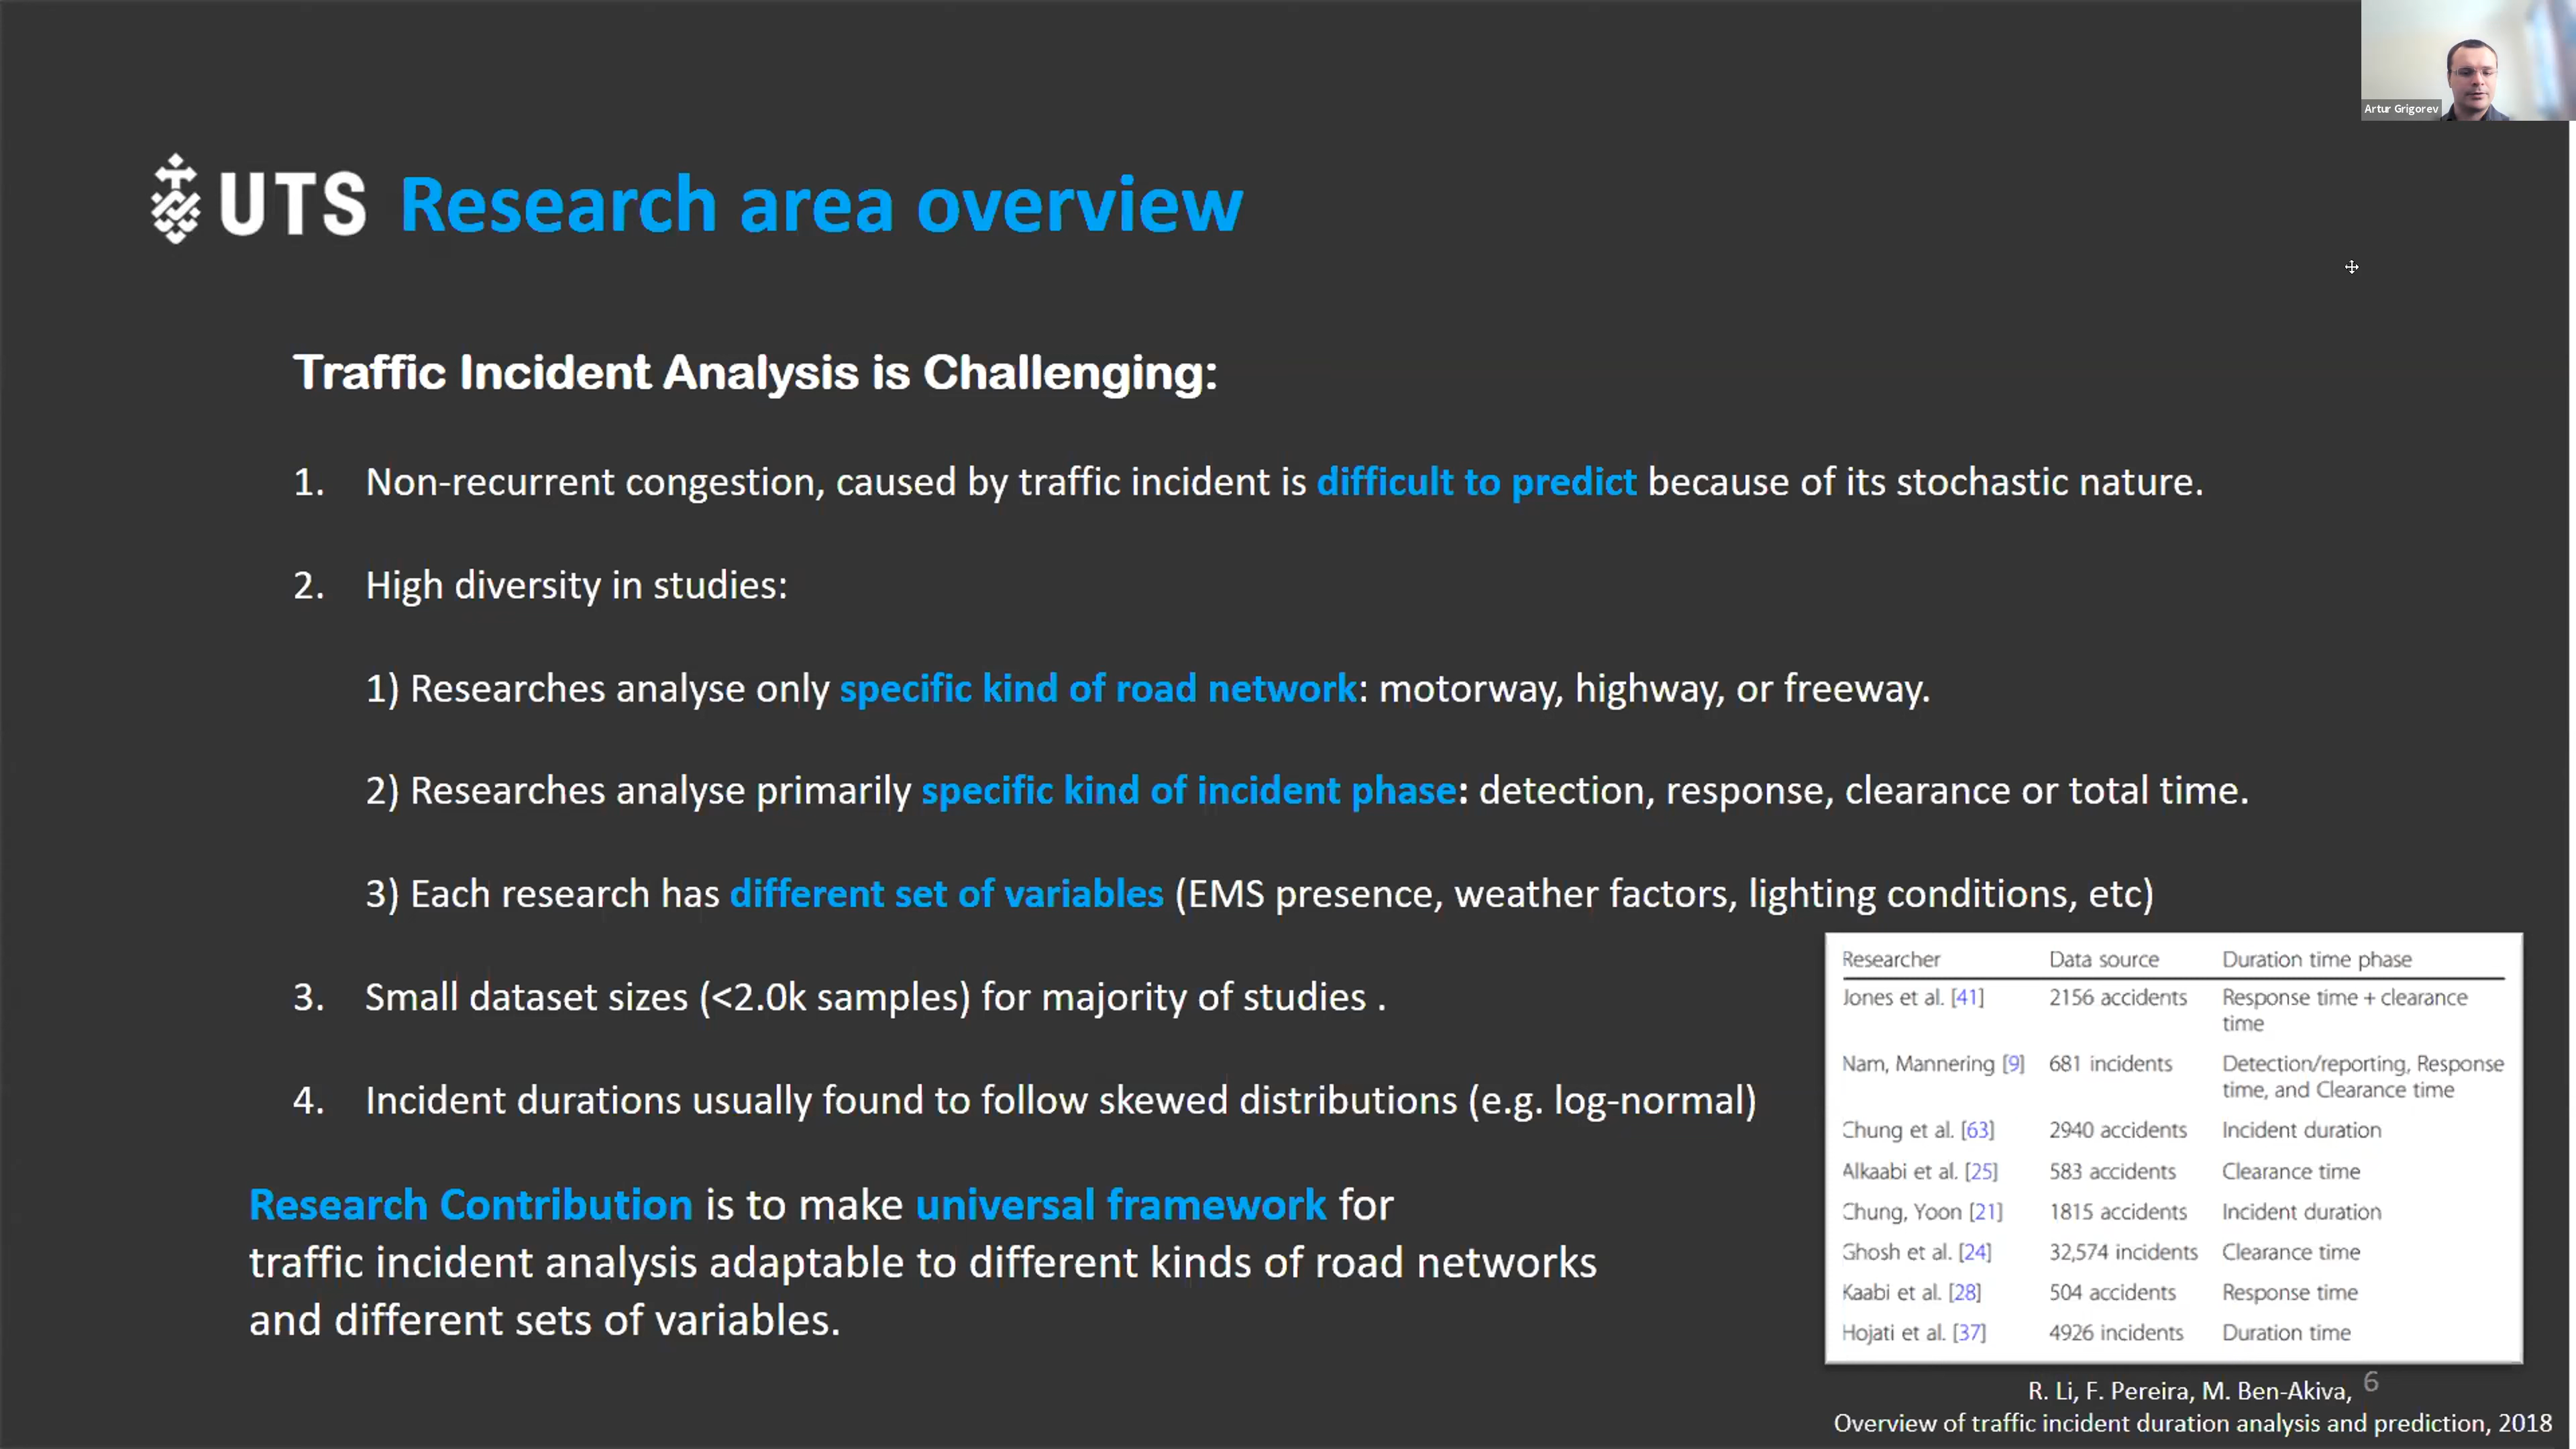 Artur Grigorev
UTS Research area overview
Traffic Incident Analysis is Challenging:
1. Non-recurrent congestion, caused by traffic incident is difficult to predict because of its stochastic nature.
2. High diversity in studies:
1) Researches analyse only specific kind of road network: motorway, highway, or freeway.
2) Researches analyse primarily specific kind of incident phase: detection, response, clearance or total time.
3) Each research has different set of variables (EMS presence, weather factors, lighting conditions, etc)
3. Small dataset sizes (<2.0k samples) for majority of studies .
4. Incident durations usually found to follow skewed distributions (e.g. log-normal)
Research Contribution is to make universal framework for
traffic incident analysis adaptable to different kinds of road networks
and different sets of variables.
Researcher Data source Duration time phase
Jones et al. [41] 2156 accidents Response time + clearance
time
Nam, Mannering [9] 681 incidents Detection/reporting, Response
time, and Clearance time
Chung et al. [63] 2940 accidents Incident duration
Alkaabi et al. [25] 583 accidents Clearance time
Chung, Yoon [21] 1815 accidents Incident duration
Ghosh et al. [24] 32,574 incidents Clearance time
Kaabi et al. [28] 504 accidents Response time
Hojati et al. [37] 4926 incidents Duration time
R. Li, F. Pereira, M. Ben-Akiva, 6
Overview of traffic incident duration analysis and prediction, 2018